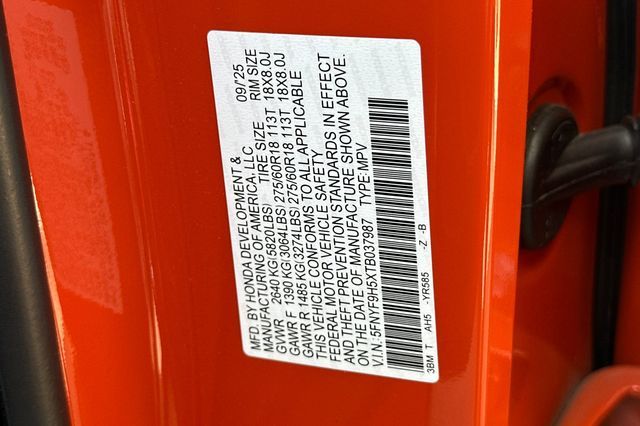 MFD. BY HONDA DEVELOPMENT & 09/'25
MANUFACTURING OF AMERICA, LLC
GVWR 2640 KG(5820LBS) TIRE SIZE RIM SIZE
GAWR F 1390 KG(3064LBS) 275/60R18 113T 18X8.0J
GAWR R 1485 KG(3274LBS) 275/60R18 113T 18X8.0J
THIS VEHICLE CONFORMS TO ALL APPLICABLE
FEDERAL MOTOR VEHICLE SAFETY
AND THEFT PREVENTION STANDARDS IN EFFECT
ON THE DATE OF MANUFACTURE SHOWN ABOVE.
V.I.N. 5FNYF9H5XTB037987 TYPE:MPV
3BM T AH5 -YR585 -Z -B